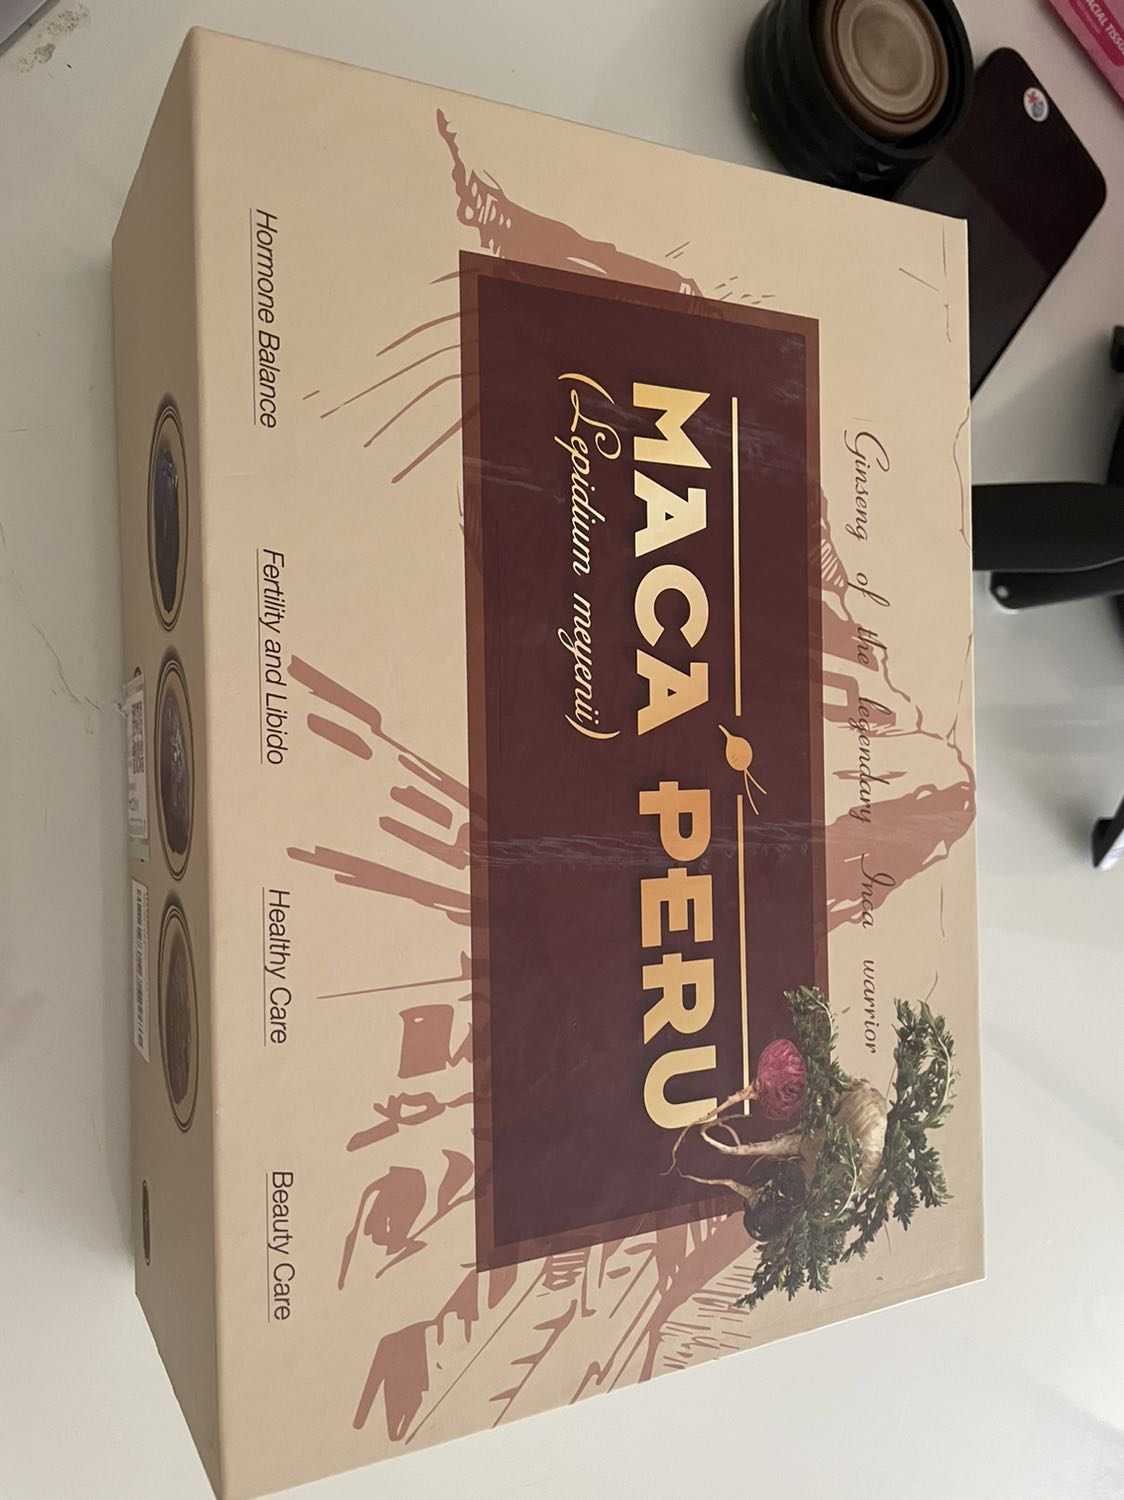 Ginseng of the legendary Inca warrior
MACA PERU
(Lepidium meyenii)
Hormone Balance
Fertility and Libido
Healthy Care
Beauty Care